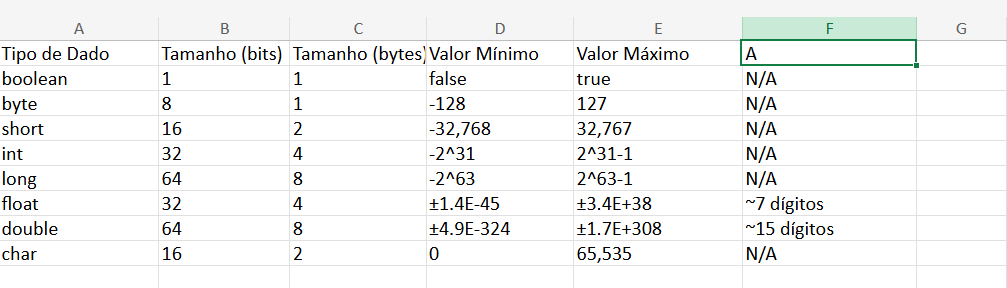 A B C D E F G
Tipo de Dado Tamanho (bits) Tamanho (bytes) Valor Mínimo Valor Máximo A
boolean 1 1 false true N/A
byte 8 1 -128 127 N/A
short 16 2 -32,768 32,767 N/A
int 32 4 -2^31 2^31-1 N/A
long 64 8 -2^63 2^63-1 N/A
float 32 4 ±1.4E-45 ±3.4E+38 ~7 dígitos
double 64 8 ±4.9E-324 ±1.7E+308 ~15 dígitos
char 16 2 0 65,535 N/A